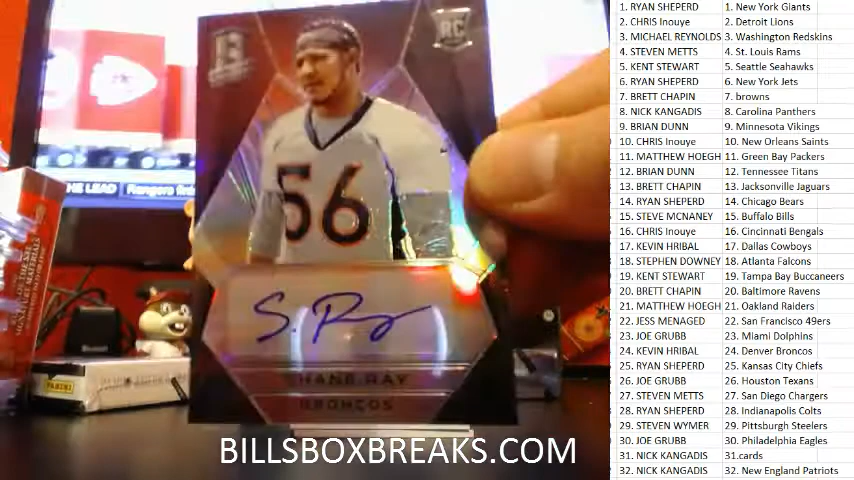 RC
56
S. Ray
SHANE RAY
BRONCOS
HE LEAD
Rangers
PANINI
BILLSBOXBREAKS.COM
1. RYAN SHEPERD 1. New York Giants
2. CHRIS Inouye 2. Detroit Lions
3. MICHAEL REYNOLDS 3. Washington Redskins
4. STEVEN METTS 4. St. Louis Rams
5. KENT STEWART 5. Seattle Seahawks
6. RYAN SHEPERD 6. New York Jets
7. BRETT CHAPIN 7. browns
8. NICK KANGADIS 8. Carolina Panthers
9. BRIAN DUNN 9. Minnesota Vikings
10. CHRIS Inouye 10. New Orleans Saints
11. MATTHEW HOEGH 11. Green Bay Packers
12. BRIAN DUNN 12. Tennessee Titans
13. BRETT CHAPIN 13. Jacksonville Jaguars
14. RYAN SHEPERD 14. Chicago Bears
15. STEVE MCNANEY 15. Buffalo Bills
16. CHRIS Inouye 16. Cincinnati Bengals
17. KEVIN HRIBAL 17. Dallas Cowboys
18. STEPHEN DOWNEY 18. Atlanta Falcons
19. KENT STEWART 19. Tampa Bay Buccaneers
20. BRETT CHAPIN 20. Baltimore Ravens
21. MATTHEW HOEGH 21. Oakland Raiders
22. JESS MENAGED 22. San Francisco 49ers
23. JOE GRUBB 23. Miami Dolphins
24. KEVIN HRIBAL 24. Denver Broncos
25. RYAN SHEPERD 25. Kansas City Chiefs
26. JOE GRUBB 26. Houston Texans
27. STEVEN METTS 27. San Diego Chargers
28. RYAN SHEPERD 28. Indianapolis Colts
29. STEVEN WYMER 29. Pittsburgh Steelers
30. JOE GRUBB 30. Philadelphia Eagles
31. NICK KANGADIS 31.cards
32. NICK KANGADIS 32. New England Patriots